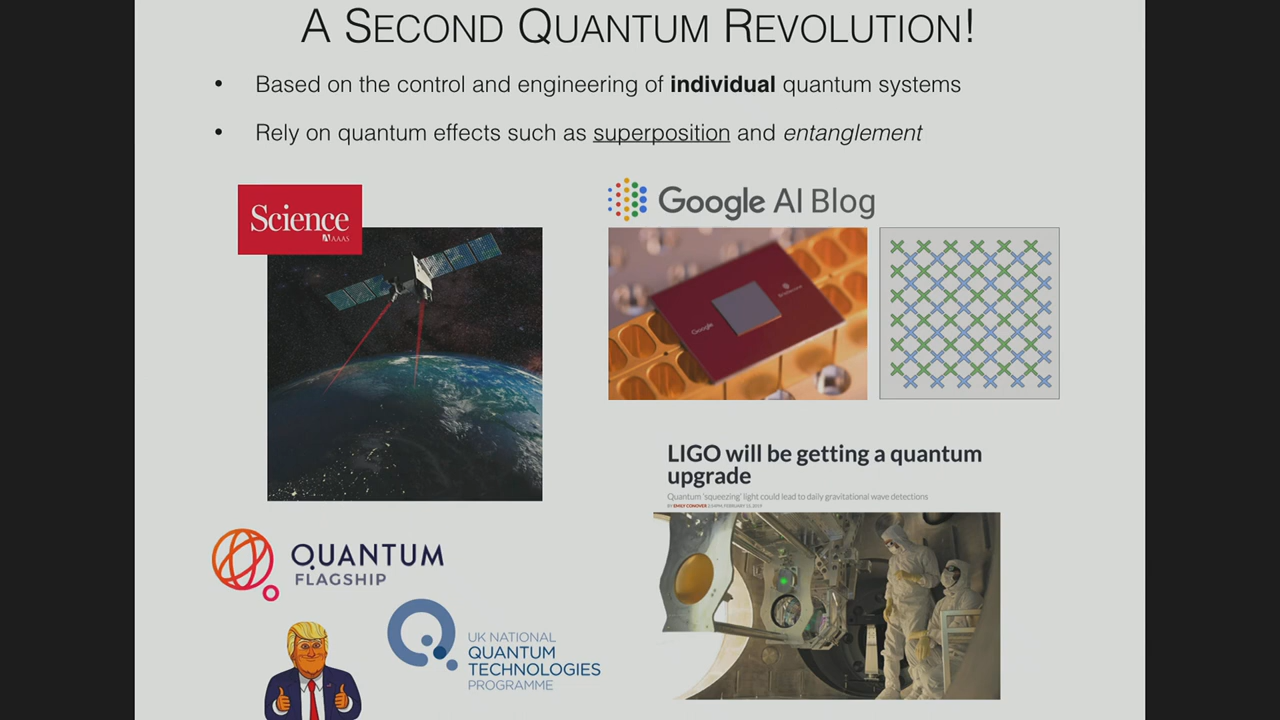 A SECOND QUANTUM REVOLUTION!
• Based on the control and engineering of individual quantum systems
• Rely on quantum effects such as superposition and entanglement
Science
AAAS
Google AI Blog
Google
LIGO will be getting a quantum
upgrade
Quantum 'squeezing' light could lead to daily gravitational wave detections
BY EMILY CONOVER
QUANTUM
FLAGSHIP
UK NATIONAL
QUANTUM
TECHNOLOGIES
PROGRAMME